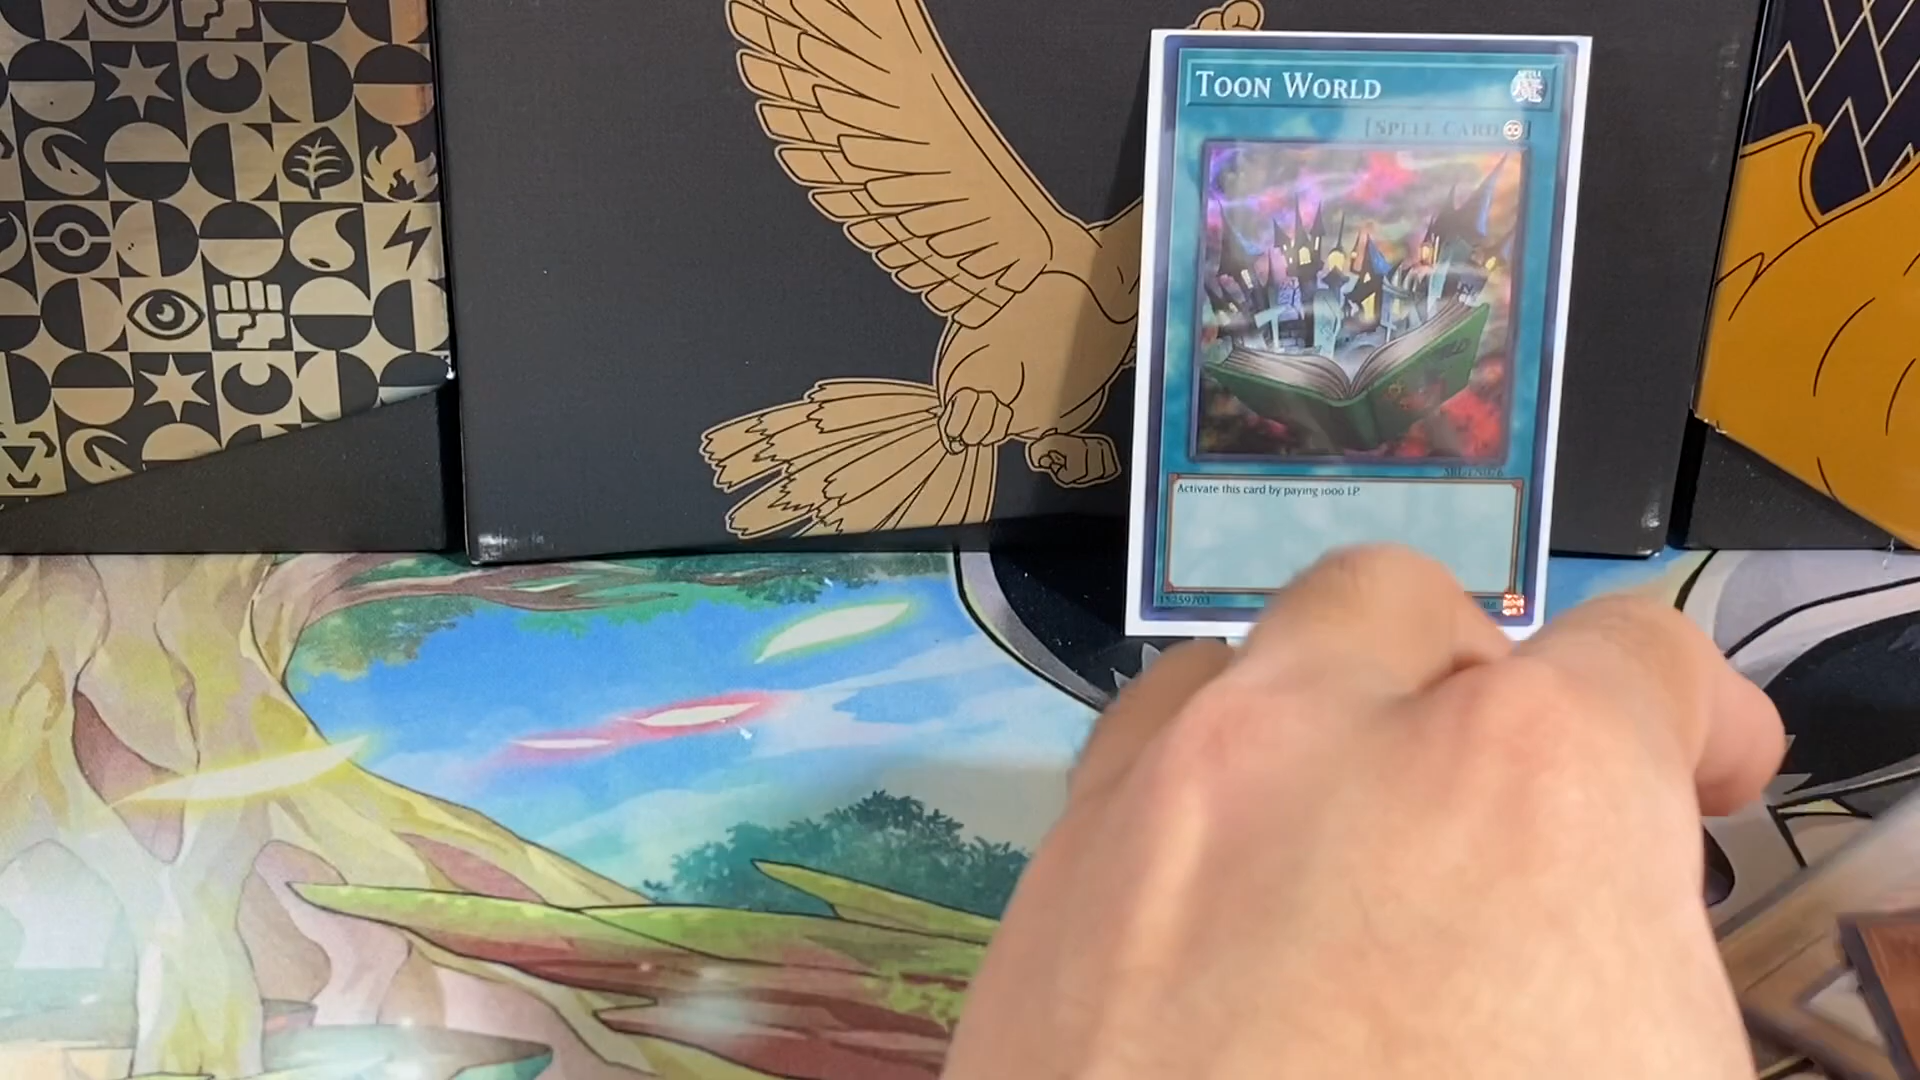 TOON WORLD
[SPELL CARD]
Activate this card by paying 1000 LP.
15259703